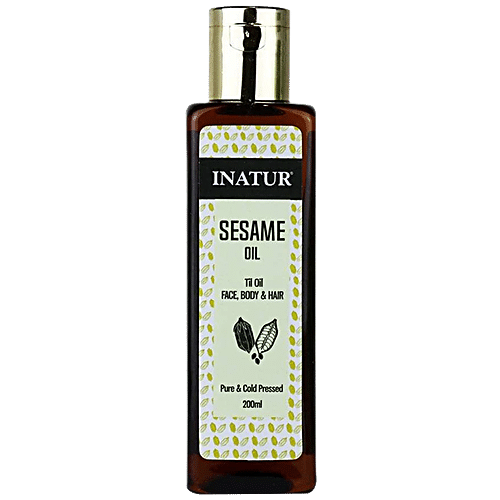 INATUR®
SESAME
OIL
Til Oil
FACE, BODY & HAIR
Pure & Cold Pressed
200ml